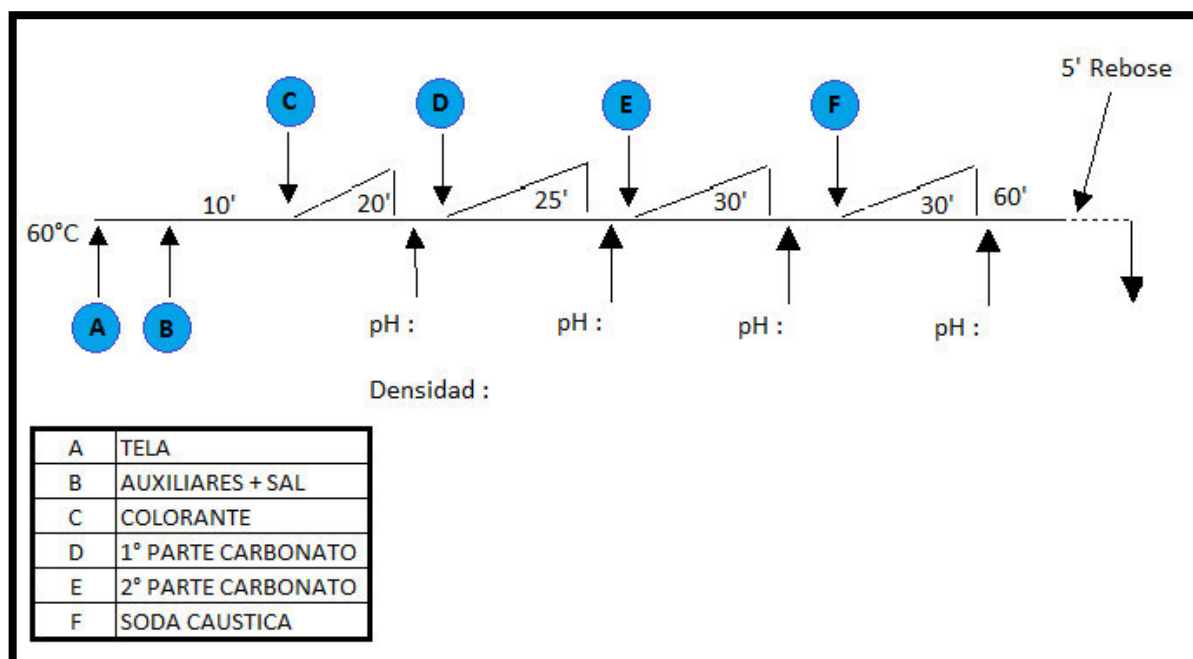 5' Rebose
C
D
E
F
10'
20'
25'
30'
30'
60'
60°C
A
B
pH :
pH :
pH :
pH :
Densidad :
A TELA
B AUXILIARES + SAL
C COLORANTE
D 1° PARTE CARBONATO
E 2° PARTE CARBONATO
F SODA CAUSTICA